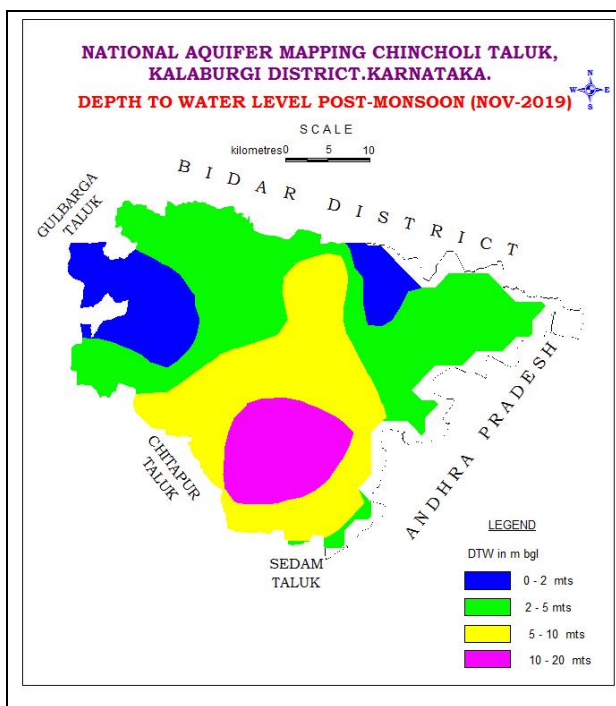 NATIONAL AQUIFER MAPPING CHINCHOLI TALUK,
KALABURGI DISTRICT.KARNATAKA.
DEPTH TO WATER LEVEL POST-MONSOON (NOV-2019)
N
W E
S
SCALE
kilometres 0 5 10
BIDAR DISTRICT
GULBARGA
TALUK
CHITAPUR
TALUK
ANDHRA PRADESH
SEDAM
TALUK
LEGEND
DTW in m bgl
0 - 2 mts
2 - 5 mts
5 - 10 mts
10 - 20 mts